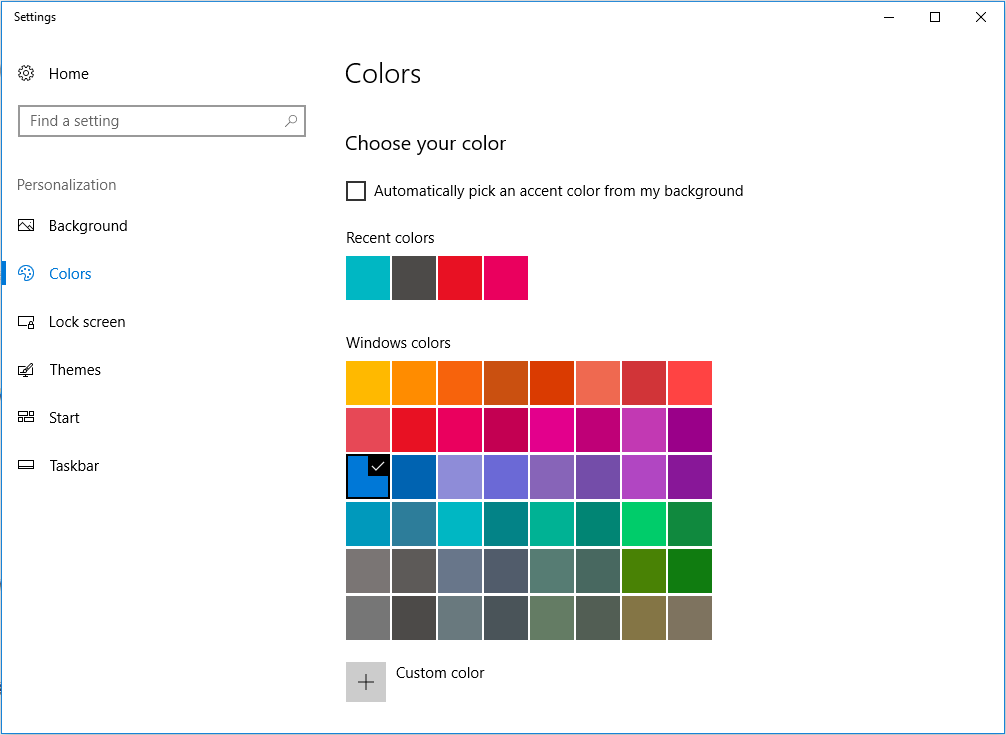 Settings
Home
Find a setting
Personalization
Background
Colors
Lock screen
Themes
Start
Taskbar
Colors
Choose your color
Automatically pick an accent color from my background
Recent colors
Windows colors
Custom color